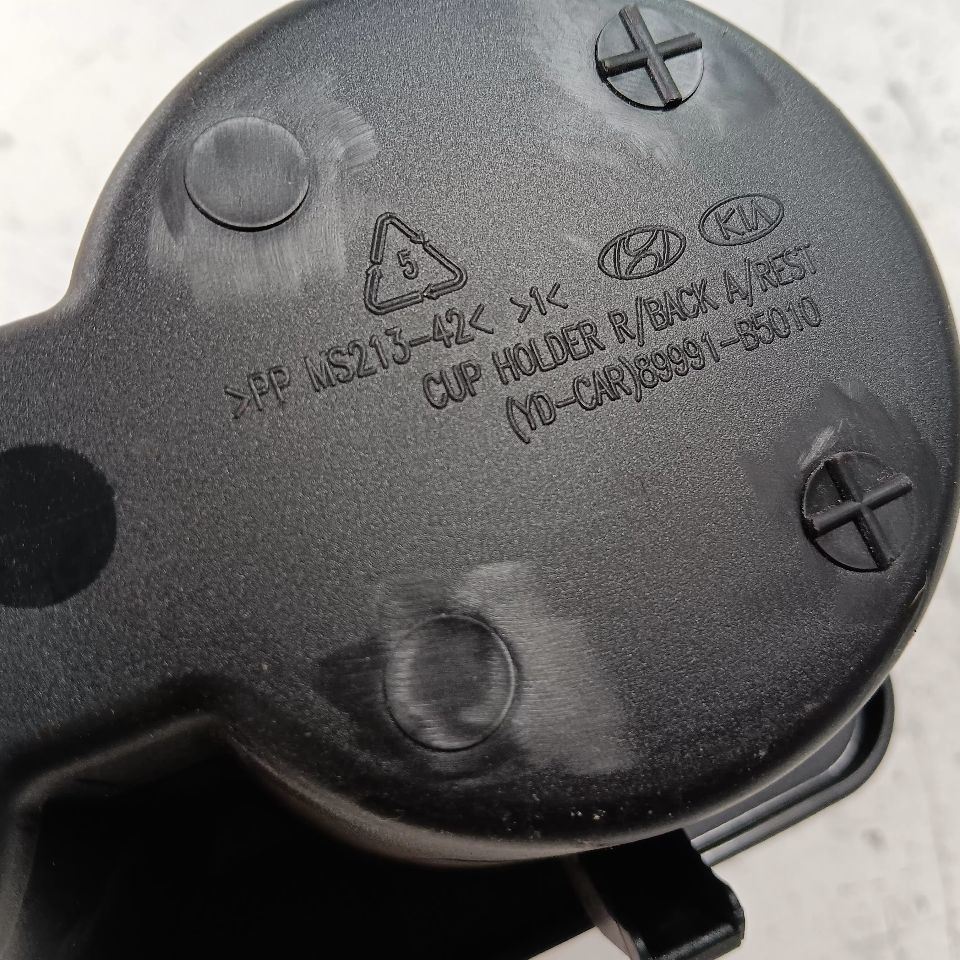 5
KIA
>PP MS213-42< >1<
CUP HOLDER R/BACK A/REST
(YD-CAR)89991-B5010